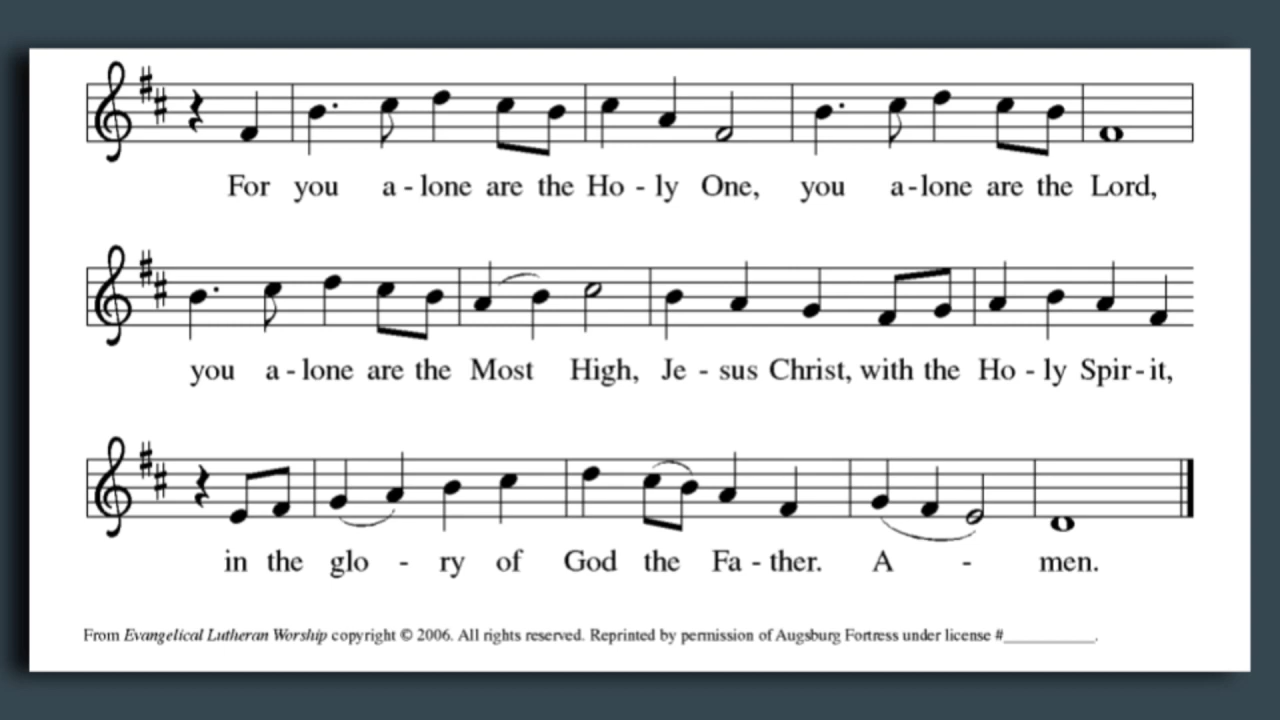 For you a - lone are the Ho - ly One, you a - lone are the Lord,
you a - lone are the Most High, Je - sus Christ, with the Ho - ly Spir - it,
in the glo - ry of God the Fa - ther. A - men.
From Evangelical Lutheran Worship copyright © 2006. All rights reserved. Reprinted by permission of Augsburg Fortress under license #____________.